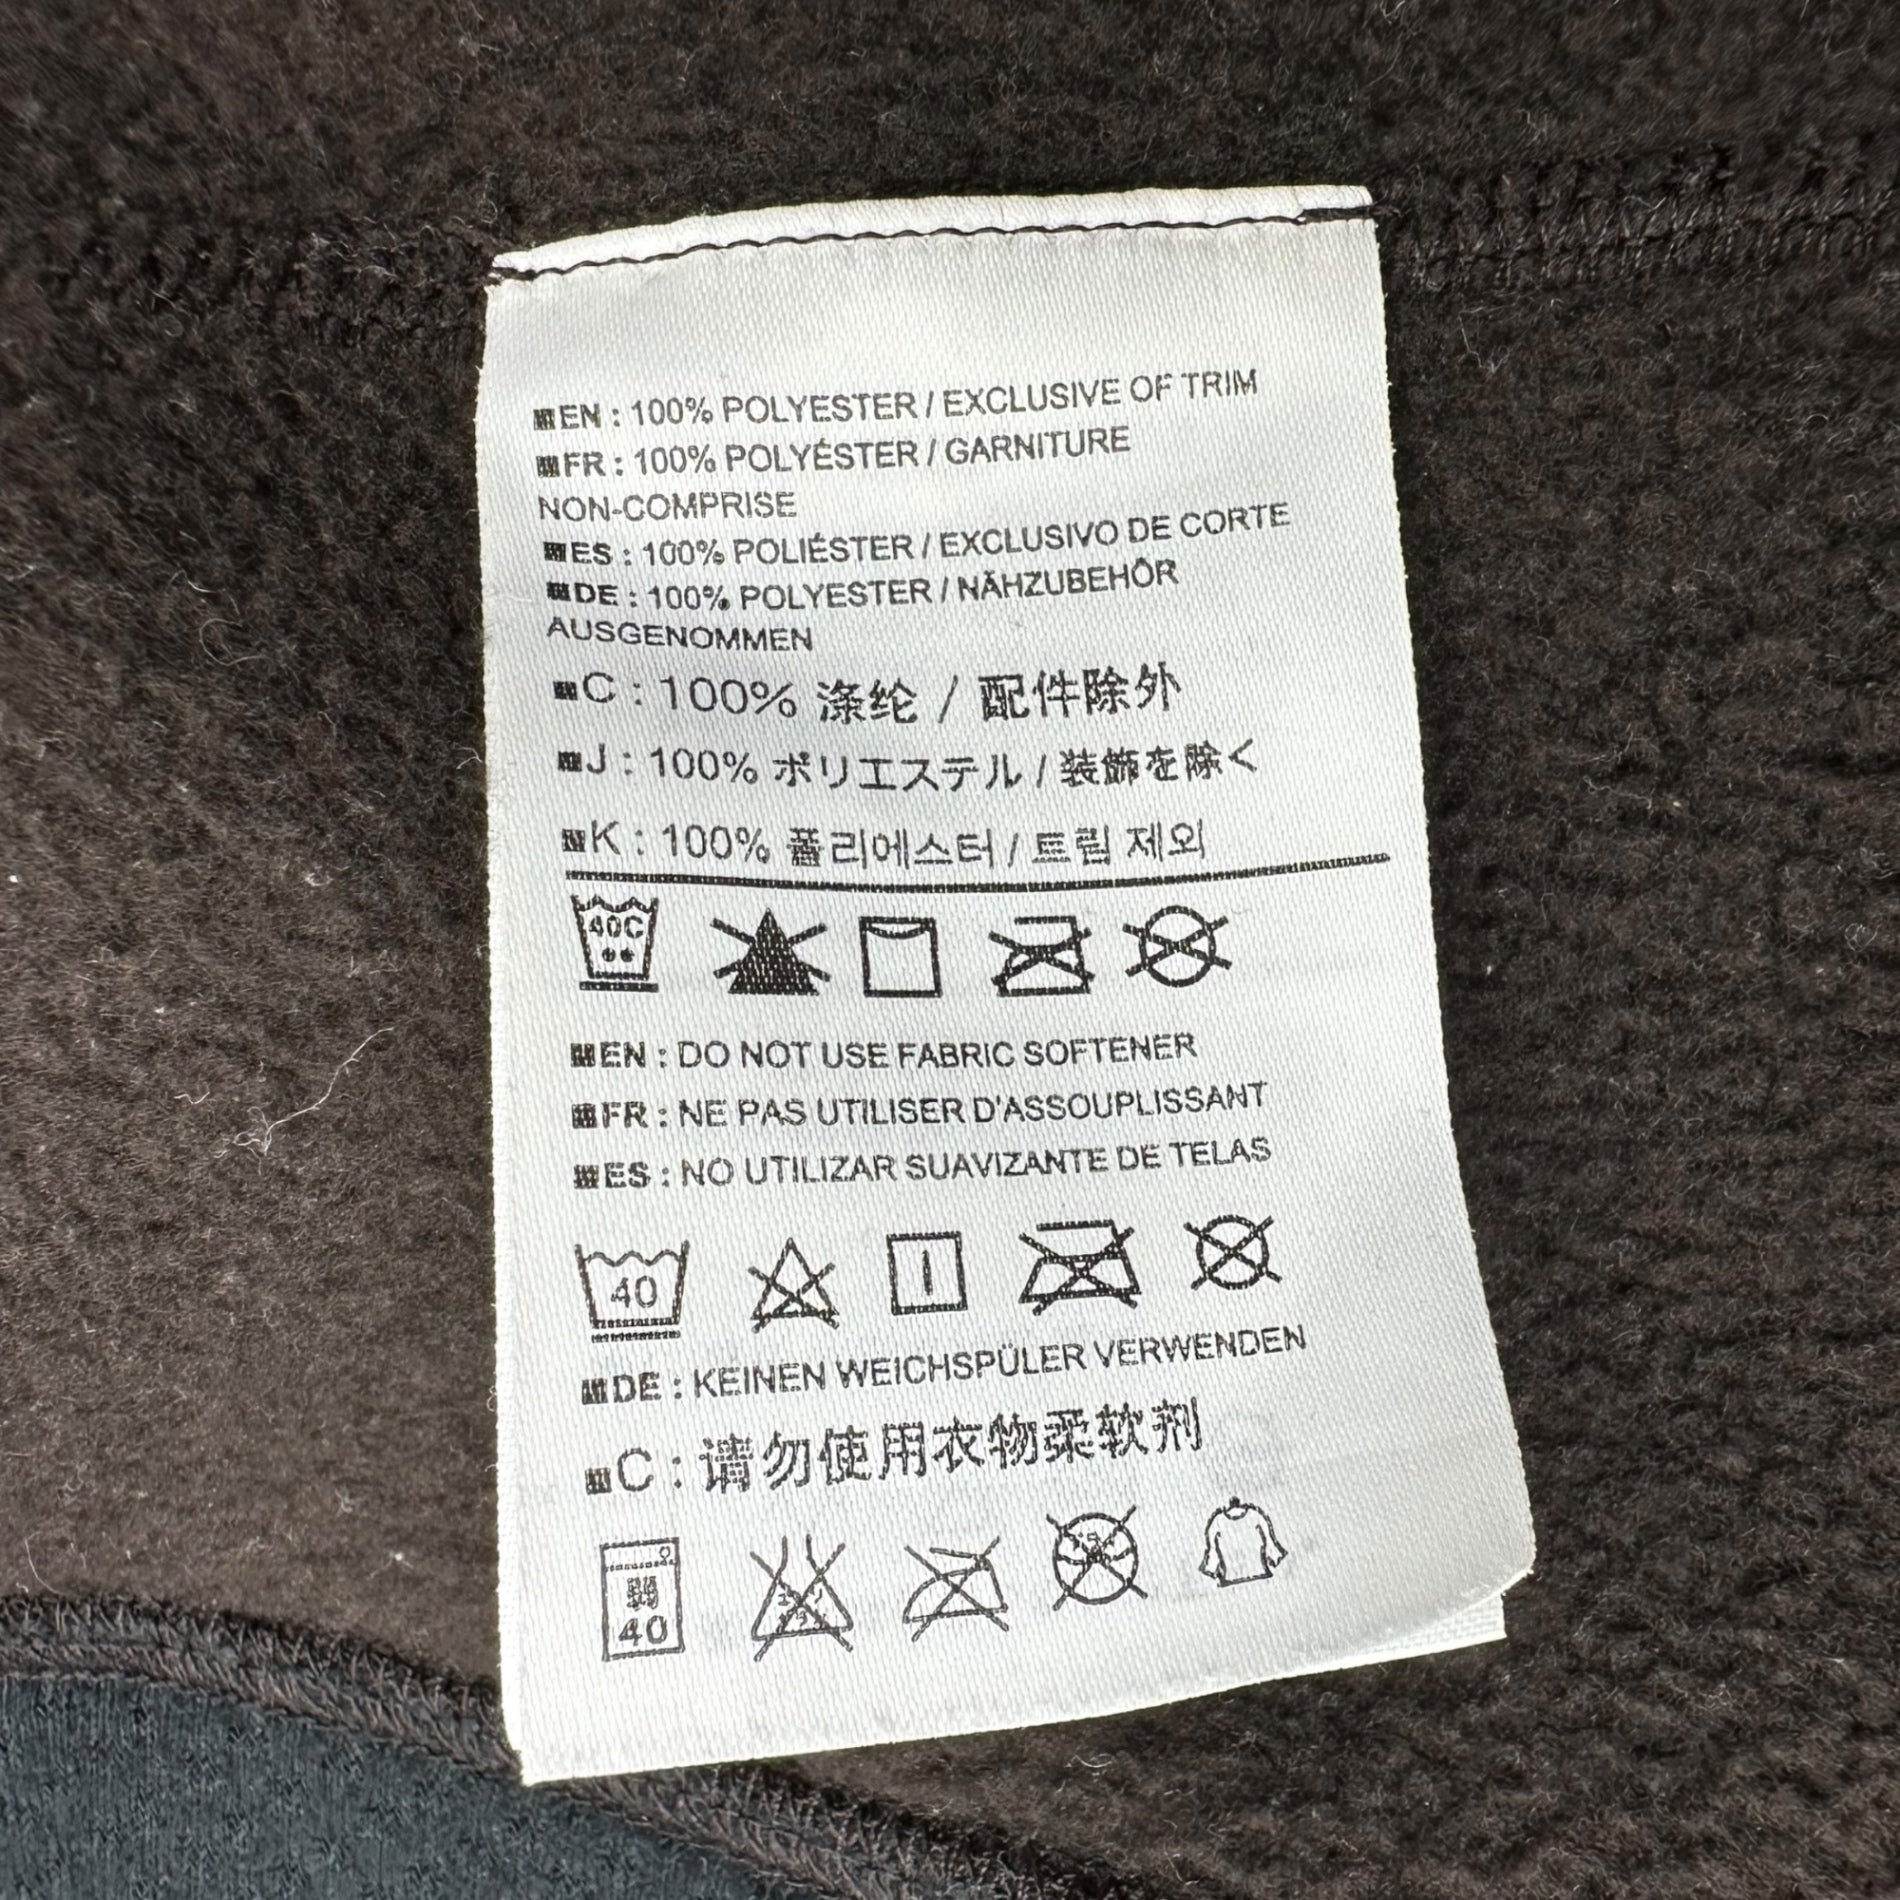 EN : 100% POLYESTER / EXCLUSIVE OF TRIM
FR : 100% POLYÉSTER / GARNITURE
NON-COMPRISE
ES : 100% POLIÉSTER / EXCLUSIVO DE CORTE
DE : 100% POLYESTER / NÄHZUBEHÖR
AUSGENOMMEN
C : 100% 涤纶 / 配件除外
J : 100% ポリエステル / 装飾を除く
K : 100% 폴리에스터 / 트림 제외
40C
EN : DO NOT USE FABRIC SOFTENER
FR : NE PAS UTILISER D'ASSOUPLISSANT
ES : NO UTILIZAR SUAVIZANTE DE TELAS
40
DE : KEINEN WEICHSPÜLER VERWENDEN
C : 请勿使用衣物柔软剂
弱
40